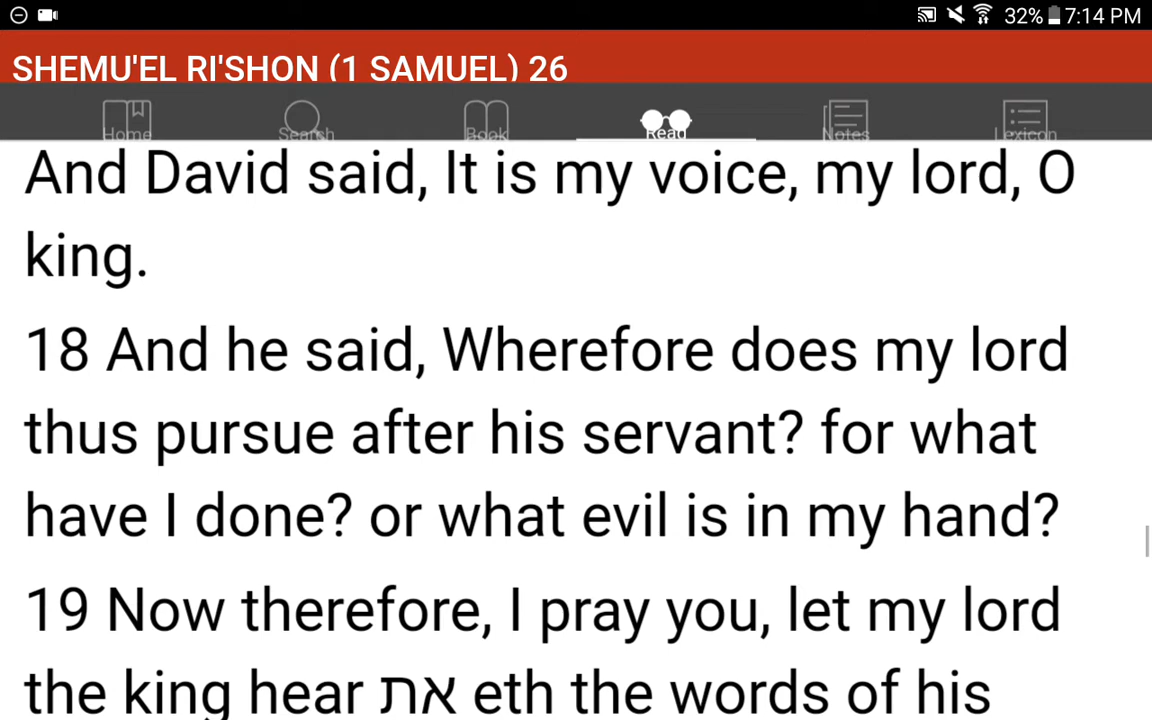 32% 7:14 PM
SHEMU'EL RI'SHON (1 SAMUEL) 26
Home Search Book Read Notes Lexicon
And David said, It is my voice, my lord, O
king.
18 And he said, Wherefore does my lord
thus pursue after his servant? for what
have I done? or what evil is in my hand?
19 Now therefore, I pray you, let my lord
the king hear את eth the words of his